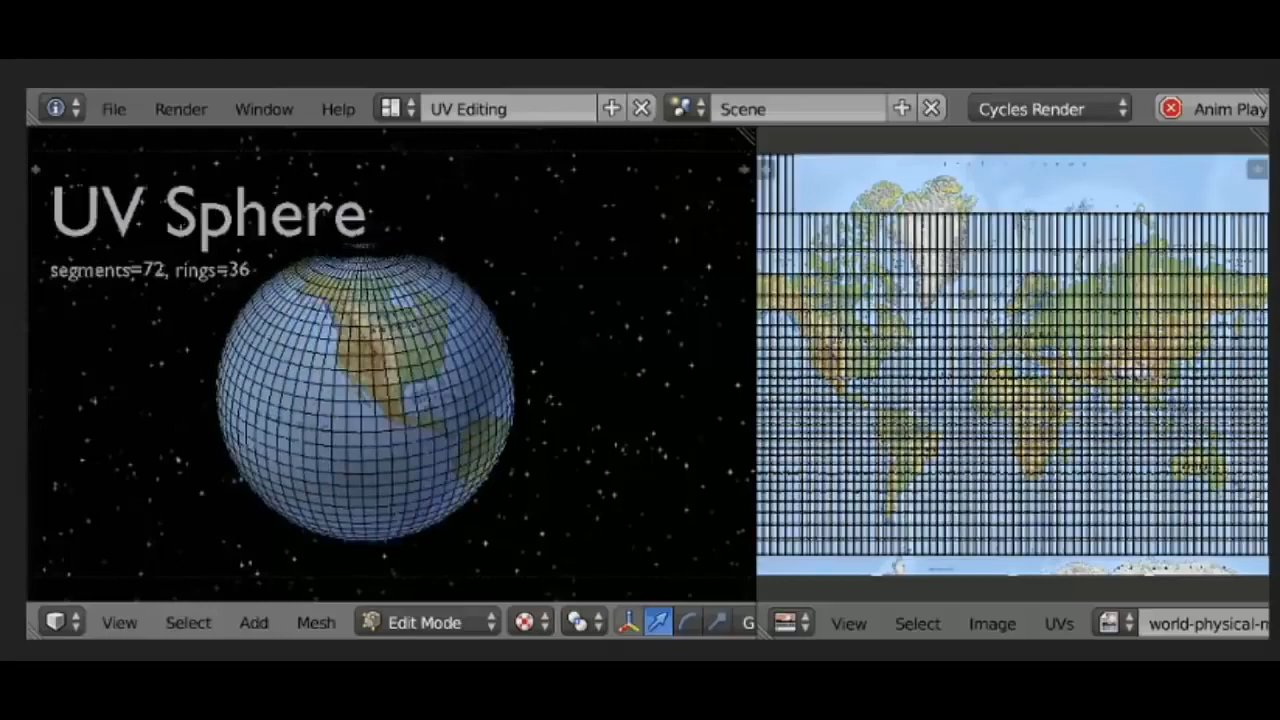 File Render Window Help UV Editing Scene Cycles Render Anim Play
UV Sphere
segments=72, rings=36
View Select Add Mesh Edit Mode G
View Select Image UVs world-physical-m